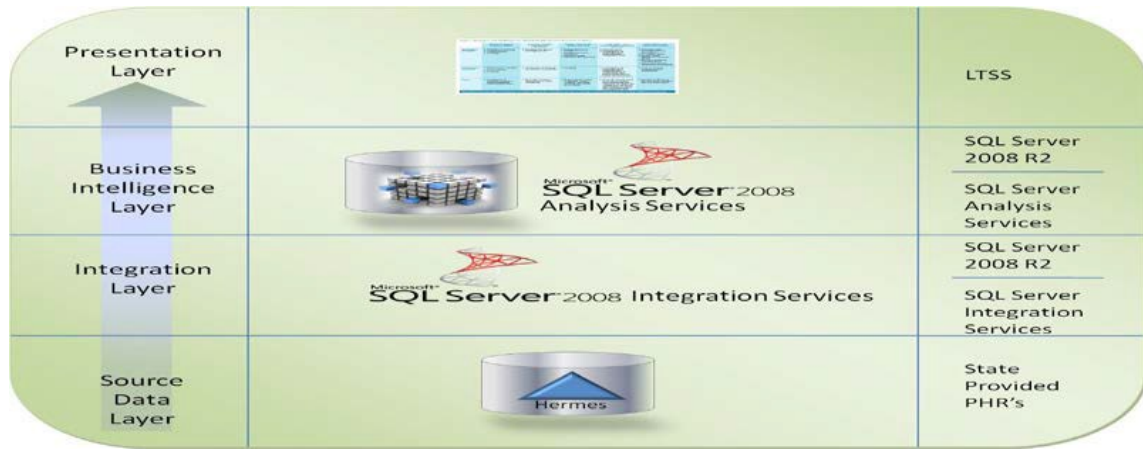 Presentation
Layer
LTSS
Business
Intelligence
Layer
Microsoft®
SQL Server® 2008
Analysis Services
SQL Server
2008 R2
SQL Server
Analysis
Services
Integration
Layer
Microsoft®
SQL Server® 2008 Integration Services
SQL Server
2008 R2
SQL Server
Integration
Services
Source
Data
Layer
Hermes
State
Provided
PHR's